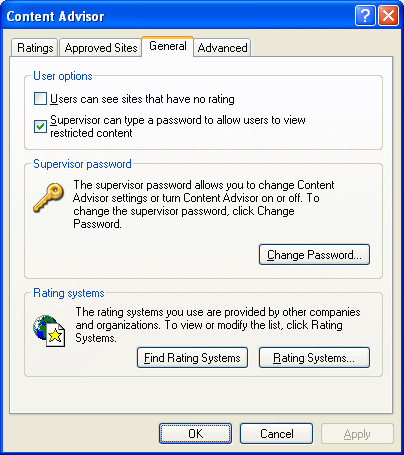 Content Advisor
Ratings Approved Sites General Advanced
User options
Users can see sites that have no rating
Supervisor can type a password to allow users to view
restricted content
Supervisor password
The supervisor password allows you to change Content
Advisor settings or turn Content Advisor on or off. To
change the supervisor password, click Change
Password.
Change Password...
Rating systems
The rating systems you use are provided by other companies
and organizations. To view or modify the list, click Rating
Systems.
Find Rating Systems Rating Systems...
OK Cancel Apply